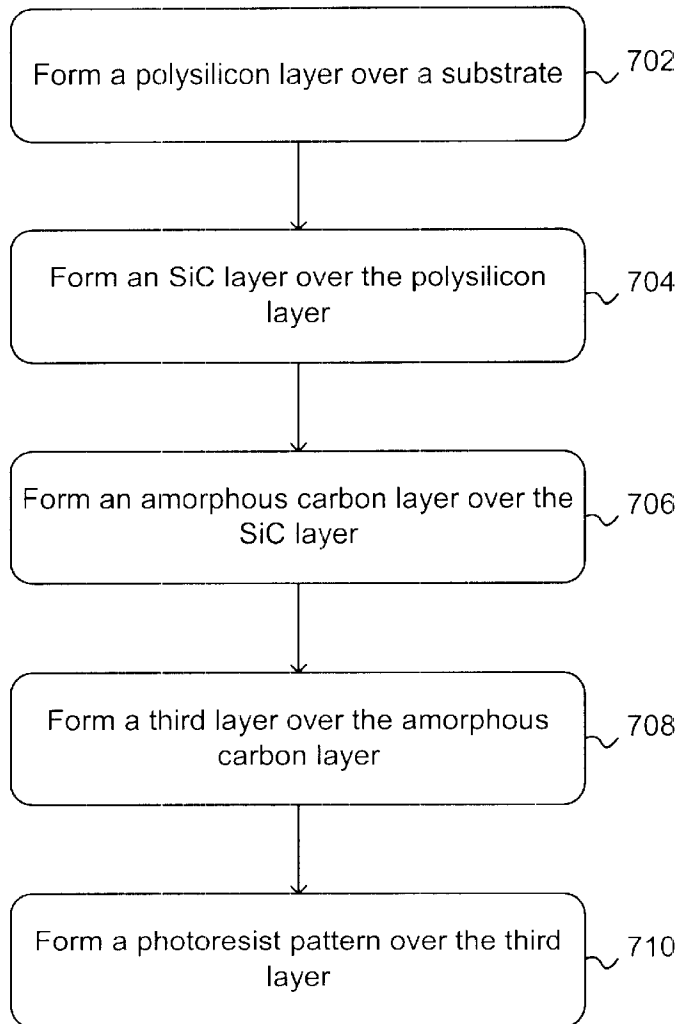 Form a polysilicon layer over a substrate
702
Form an SiC layer over the polysilicon
layer
704
Form an amorphous carbon layer over the
SiC layer
706
Form a third layer over the amorphous
carbon layer
708
Form a photoresist pattern over the third
layer
710